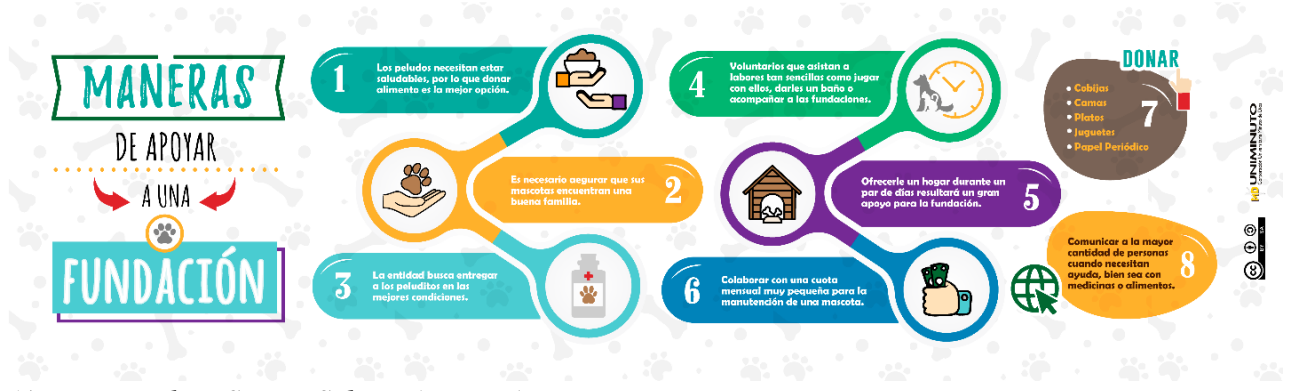 MANERAS
DE APOYAR
A UNA
FUNDACIÓN
1
Los peludos necesitan estar
saludables, por lo que donar
alimento es la mejor opción.
2
Es necesario aegurar que sus
mascotas encuentran una
buena familia.
3
La entidad busca entregar
a los peluditos en las
mejores condiciones.
4
Voluntarios que asistan a
labores tan sencillas como jugar
con ellos, darles un baño o
acompañar a las fundaciones.
5
Ofrecerle un hogar durante un
par de días resultará un gran
apoyo para la fundación.
6
Colaborar con una cuota
mensual muy pequeña para la
manutención de una mascota.
DONAR
7
• Cobijas
• Camas
• Platos
• Juguetes
• Papel Periódico
8
Comunicar a la mayor
cantidad de personas
cuando necesitan
ayuda, bien sea con
medicinas o alimentos.
UNIMINUTO
cc
BY SA